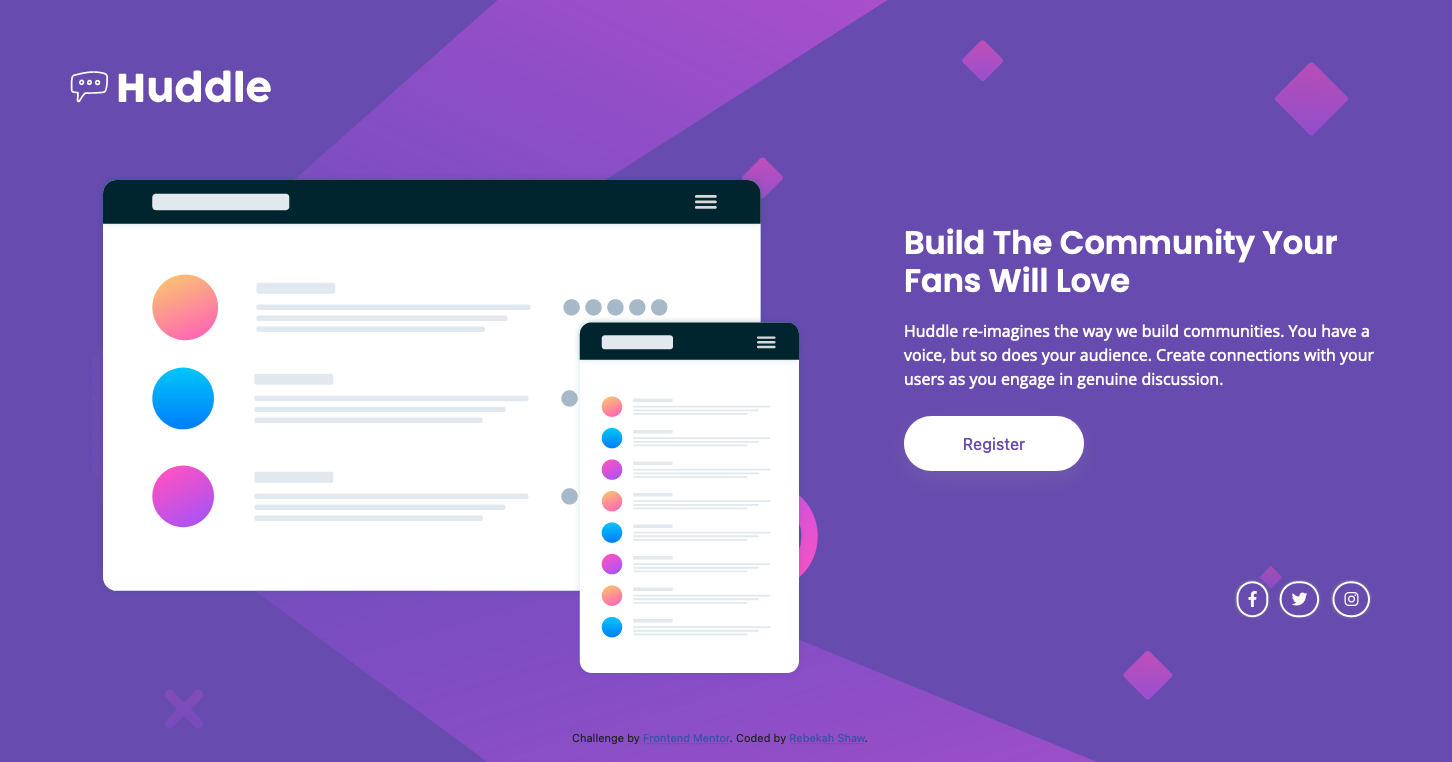 Huddle
Build The Community Your
Fans Will Love
Huddle re-imagines the way we build communities. You have a
voice, but so does your audience. Create connections with your
users as you engage in genuine discussion.
Register
Challenge by Frontend Mentor. Coded by Rebekah Shaw.